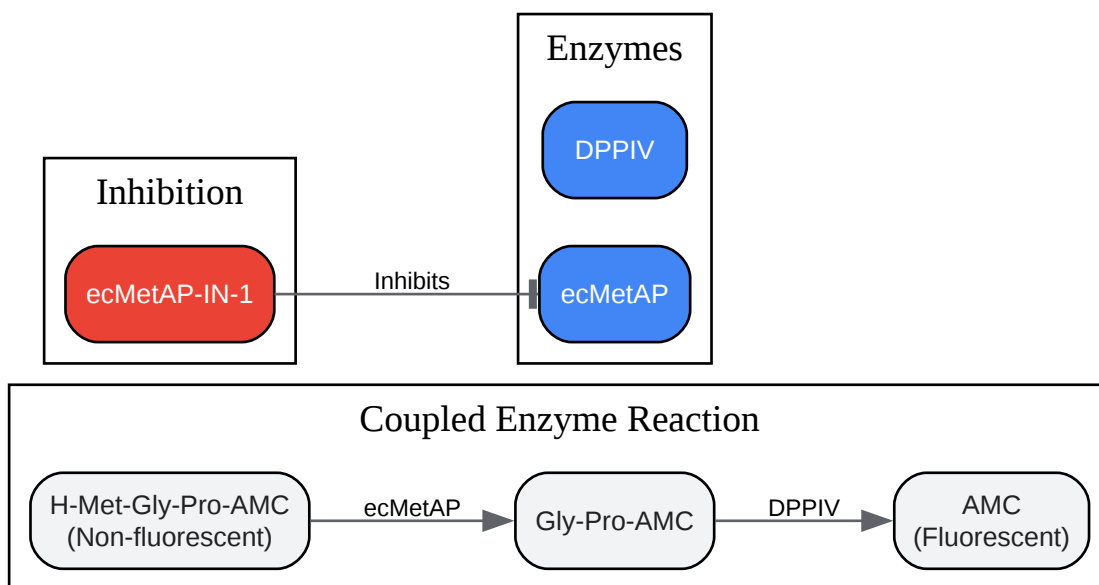 Enzymes
DPPIV
Inhibition
ecMetAP-IN-1
Inhibits
ecMetAP
Coupled Enzyme Reaction
H-Met-Gly-Pro-AMC
(Non-fluorescent)
ecMetAP
Gly-Pro-AMC
DPPIV
AMC
(Fluorescent)